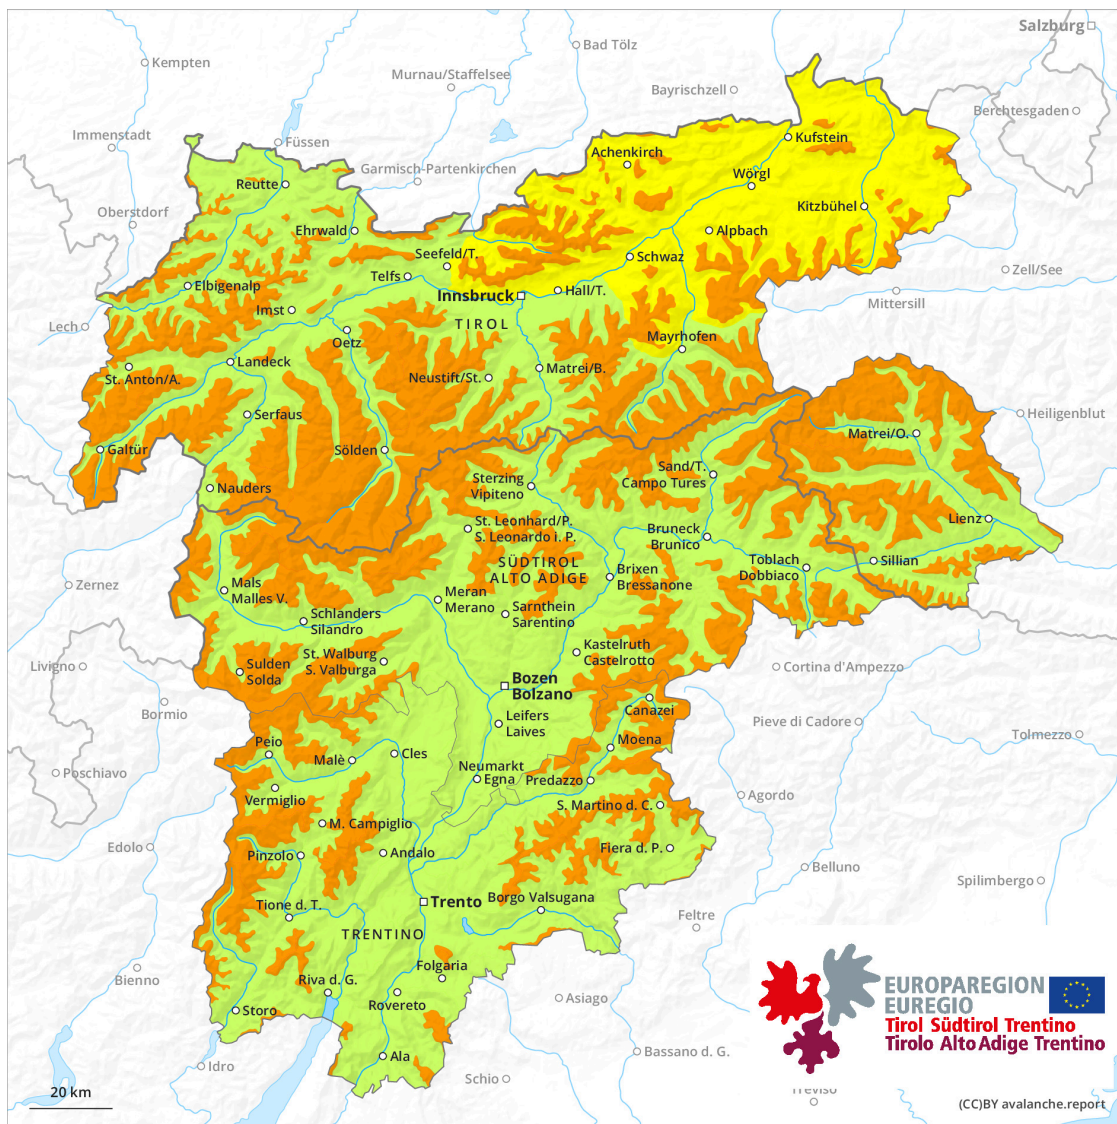 Salzburg
Bad Tölz
Kempten
Murnau/Staffelsee
Bayrischzell
Berchtesgaden
Immenstadt
Füssen
Kufstein
Achenkirch
Garmisch-Partenkirchen
Wörgl
Reutte
Kitzbühel
Oberstdorf
Ehrwald
Alpbach
Seefeld/T.
Schwaz
Telfs
Zell/See
Elbigenalp
Innsbruck
Hall/T.
Mittersill
Imst
TIROL
Lech
Oetz
Mayrhofen
Landeck
Matrei/B.
St. Anton/A.
Neustift/St.
Serfaus
Heiligenblut
Matrei/O.
Galtür
Sölden
Sand/T.
Campo Tures
Sterzing
Vipiteno
Nauders
Lienz
St. Leonhard/P.
S. Leonardo i. P.
Bruneck
Brunico
SÜDTIROL
ALTO ADIGE
Toblach
Dobbiaco
Sillian
Brixen
Bressanone
Zernez
Mals
Malles V.
Meran
Merano
Sarnthein
Sarentino
Schlanders
Silandro
Kastelruth
Castelrotto
St. Walburg
S. Valburga
Livigno
Sulden
Solda
Cortina d'Ampezzo
Bozen
Bolzano
Bormio
Canazei
Leifers
Laives
Pieve di Cadore
Tolmezzo
Peio
Moena
Cles
Malè
Neumarkt
Egna
Poschiavo
Predazzo
Vermiglio
Agordo
S. Martino d. C.
M. Campiglio
Edolo
Andalo
Fiera d. P.
Pinzolo
Belluno
Spilimbergo
Borgo Valsugana
Trento
Tione d. T.
Feltre
TRENTINO
Folgaria
Bienno
Riva d. G.
EUROPAREGION
EUREGIO
Tirol Südtirol Trentino
Tirolo Alto Adige Trentino
Asiago
Rovereto
Storo
Bassano d. G.
Ala
Idro
Schio
Treviso
20 km
(CC)BY avalanche.report